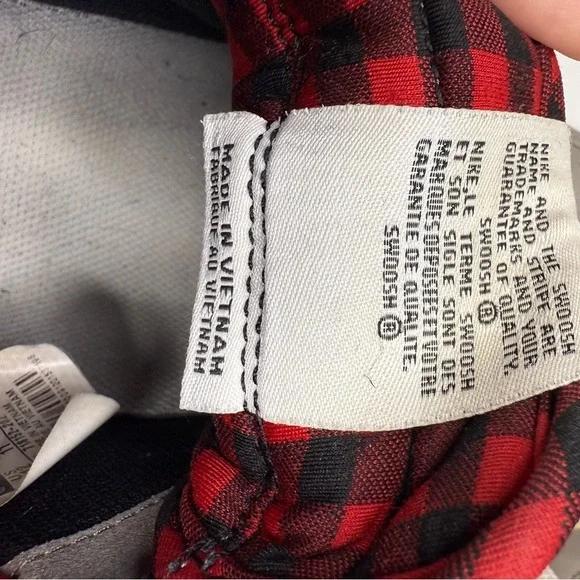 NIKE AND THE SWOOSH
NAME AND STRIPE ARE
TRADEMARKS AND YOUR
GUARANTEE OF QUALITY.
SWOOSH ®
NIKE,LE TERME SWOOSH
ET SON SIGLE SONT DES
MARQUESDEPOSEESETVOTRE
GARANTIE DE QUALITE.
SWOOSH ®
MADE IN VIETNAM
FABRIQUE AU VIETNAM